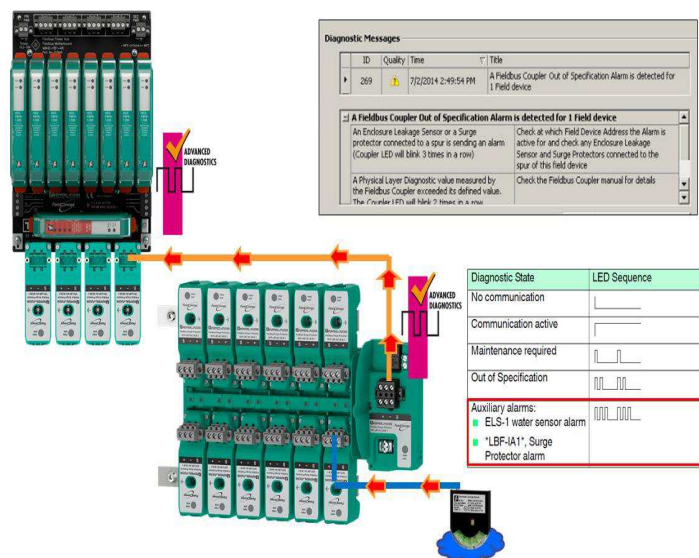 Diagnostic Messages
ID Quality Time Title
269 7/2/2014 2:49:54 PM A Fieldbus Coupler Out of Specification Alarm is detected for
1 Field device
A Fieldbus Coupler Out of Specification Alarm is detected for 1 Field device
An Enclosure Leakage Sensor or a Surge
protector connected to a spur is sending an alarm
(Coupler LED will blink 3 times in a row)
Check at which Field Device Address the Alarm is
active for and check any Enclosure Leakage
Sensor and Surge Protectors connected to the
spur of this field device
A Physical Layer Diagnostic value measured by
the Fieldbus Coupler exceeded its defined value.
The Coupler LED will blink 2 times in a row
Check the Fieldbus Coupler manual for details
ADVANCED
DIAGNOSTICS
ADVANCED
DIAGNOSTICS
Diagnostic State LED Sequence
No communication
Communication active
Maintenance required
Out of Specification
Auxiliary alarms:
ELS-1 water sensor alarm
*LBF-IA1*, Surge
Protector alarm